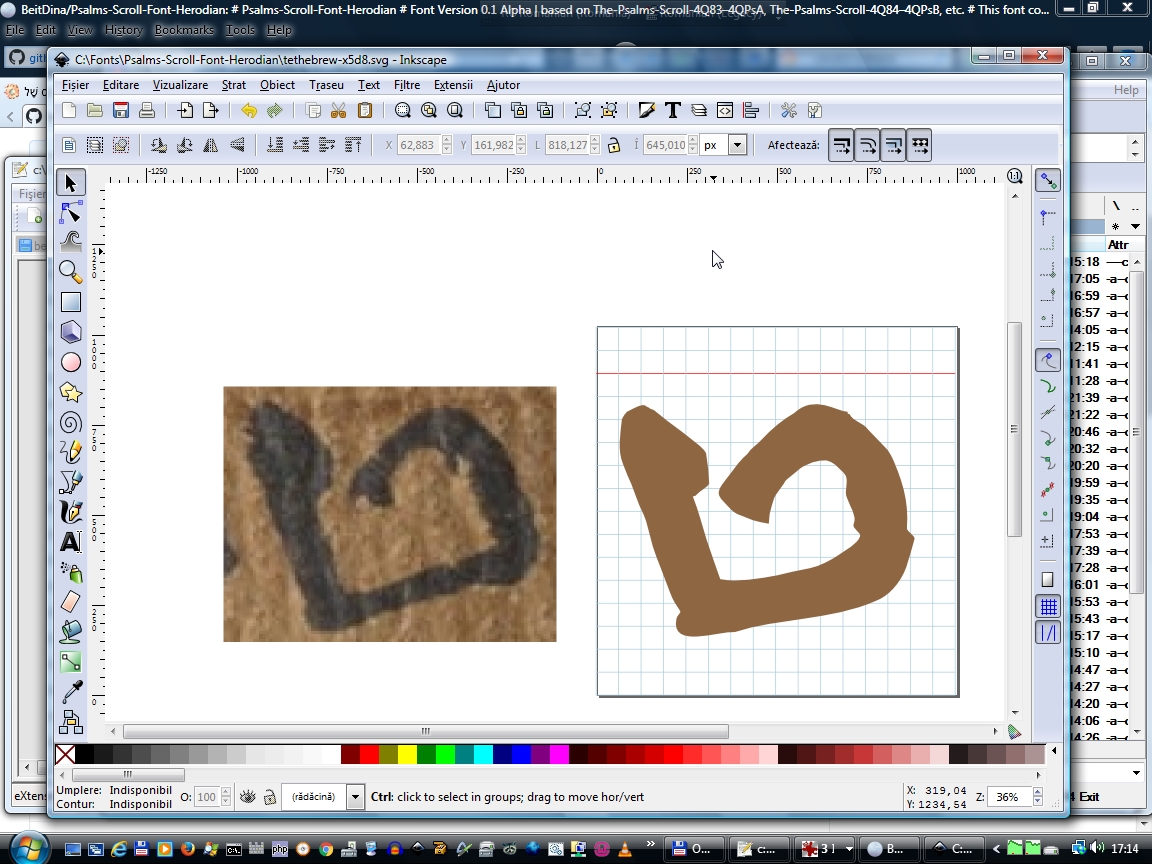 BeitDina/Psalms-Scroll-Font-Herodian: # Psalms-Scroll-Font-Herodian # Font Version 0.1 Alpha | based on The-Psalms-Scroll-4Q83-4QPsA, The-Psalms-Scroll-4Q84-4QPsB, etc. # This font co...
File Edit View History Bookmarks Tools Help
C:\Fonts\Psalms-Scroll-Font-Herodian\tethebrew-x5d8.svg - Inkscape
Help
Fișier Editare Vizualizare Strat Obiect Traseu Text Filtre Extensii Ajutor
X 62,883 Y 161,982 L 818,127 Î 645,010 px Afectează:
-1250 -1000 -750 -500 -250 0 250 500 750 1000
Attr
15:18
17:05
16:59
16:57
14:05
12:15
11:41
11:28
21:39
21:22
20:46
20:32
20:20
19:59
19:35
19:04
17:53
17:39
17:28
16:01
15:53
15:43
15:17
15:10
14:47
14:27
14:20
14:06
14:26
Umplere: Indisponibil
Contur: Indisponibil
O: 100
(rădăcină)
Ctrl: click to select in groups; drag to move hor/vert
X: 319,04
Y: 1234,54
Z: 36%
Exit
17:14